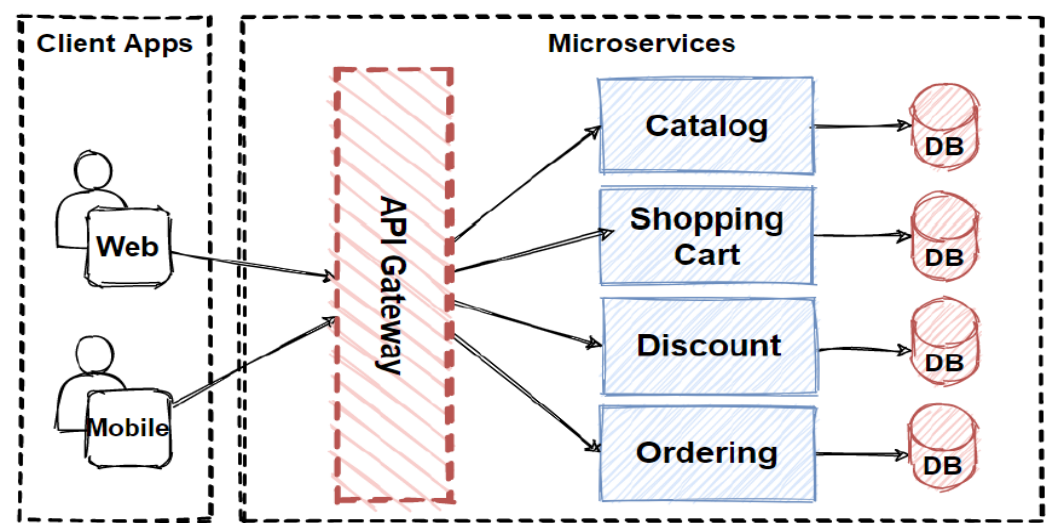 Client Apps
Microservices
Web
Mobile
API Gateway
Catalog
DB
Shopping
Cart
DB
Discount
DB
Ordering
DB